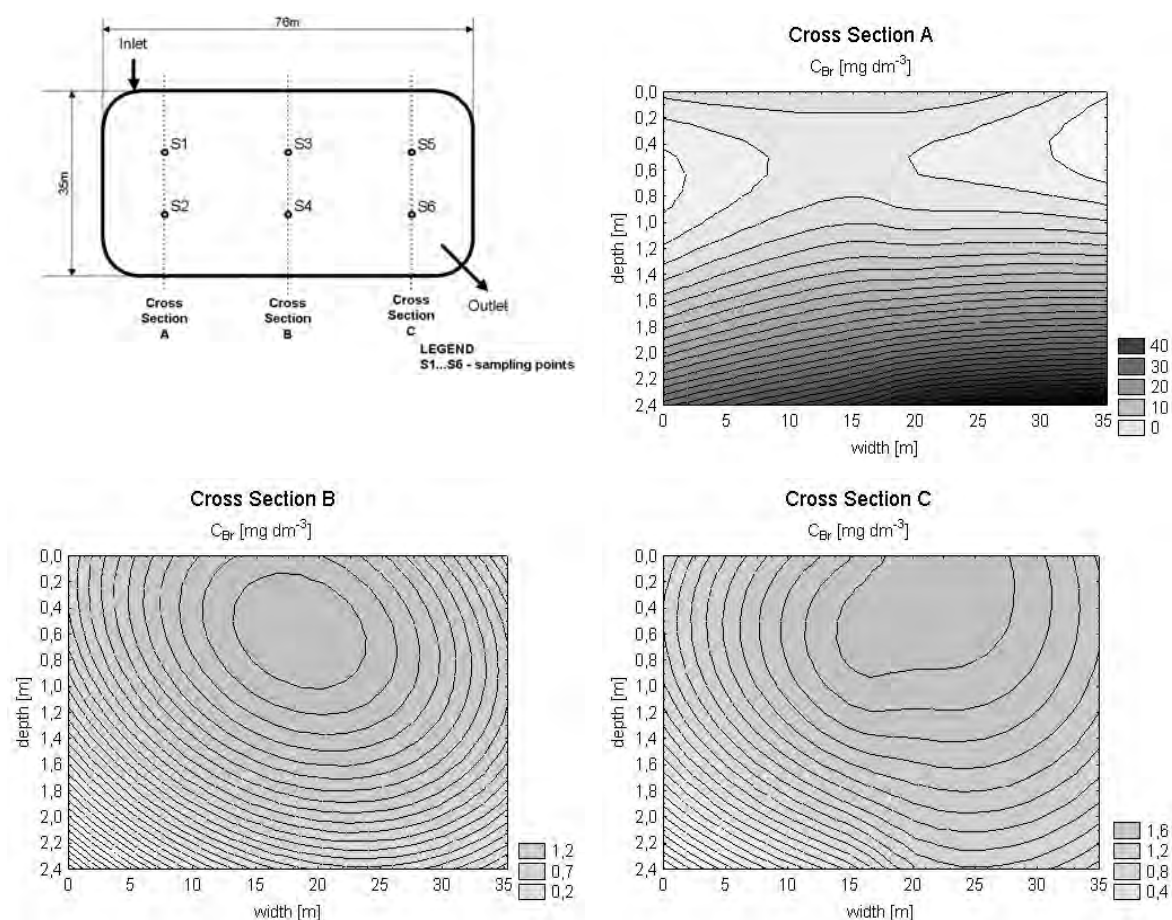 76m
Inlet
35m
S1
S3
S5
S2
S4
S6
Outlet
Cross Section A
Cross Section B
Cross Section C
LEGEND
S1...S6 - sampling points
Cross Section A
C_Br [mg dm⁻³]
depth [m]
0,0
0,2
0,4
0,6
0,8
1,0
1,2
1,4
1,6
1,8
2,0
2,2
2,4
0 5 10 15 20 25 30 35
width [m]
40
30
20
10
0
Cross Section B
C_Br [mg dm⁻³]
depth [m]
0,0
0,2
0,4
0,6
0,8
1,0
1,2
1,4
1,6
1,8
2,0
2,2
2,4
0 5 10 15 20 25 30 35
width [m]
1,2
0,7
0,2
Cross Section C
C_Br [mg dm⁻³]
depth [m]
0,0
0,2
0,4
0,6
0,8
1,0
1,2
1,4
1,6
1,8
2,0
2,2
2,4
0 5 10 15 20 25 30 35
width [m]
1,6
1,2
0,8
0,4